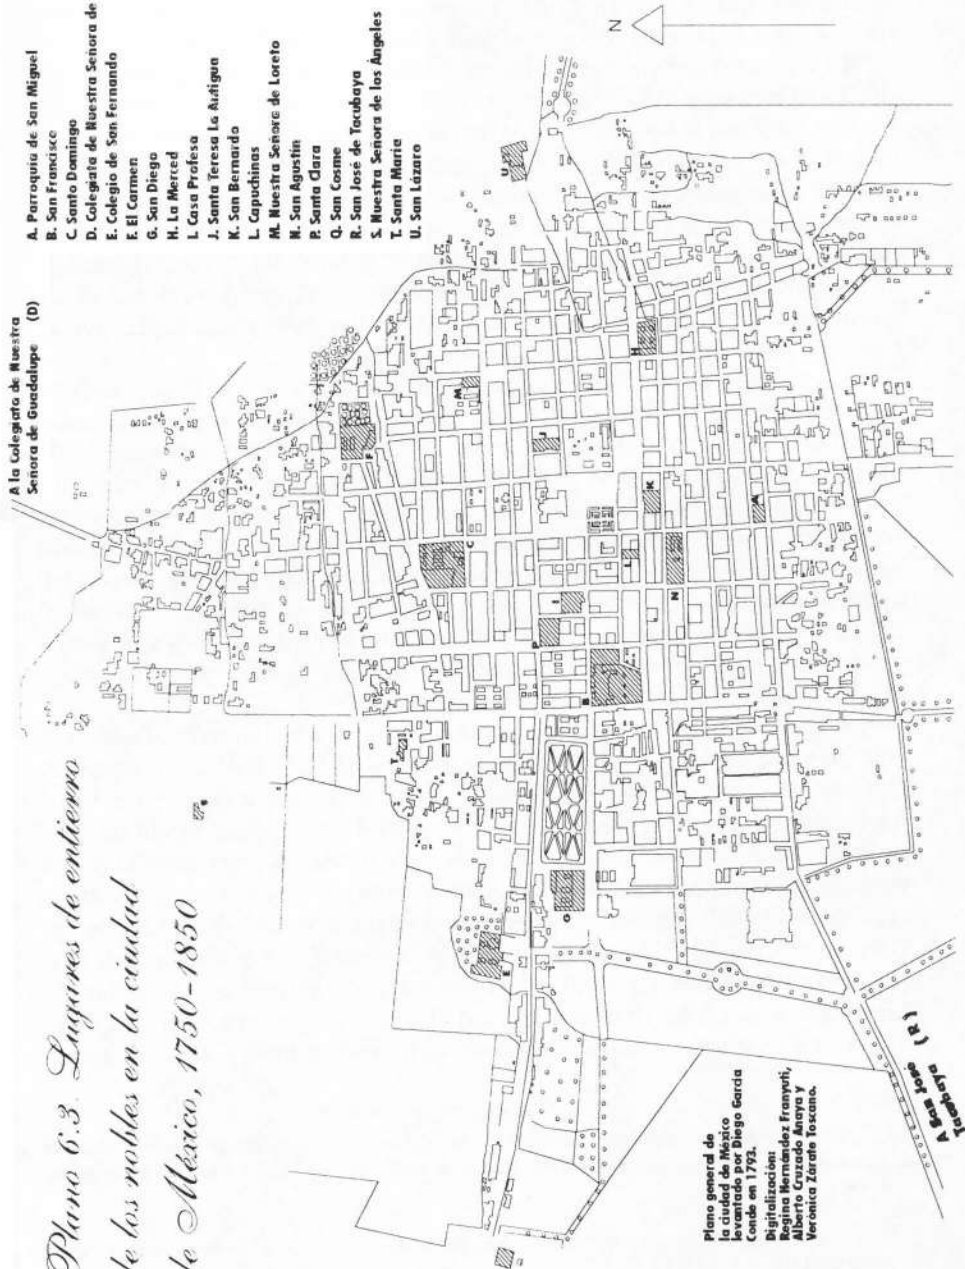 Plano 6.3. Lugares de entierro
de los nobles en la ciudad
de México, 1750-1850
A la Colegiata de Nuestra
Señora de Guadalupe (D)
A. Parroquia de San Miguel
B. San Francisco
C. Santo Domingo
D. Colegiata de Nuestra Señora de
E. Colegio de San Fernando
F. El Carmen
G. San Diego
H. La Merced
I. Casa Profesa
J. Santa Teresa La Antigua
K. San Bernardo
L. Capuchinas
M. Nuestra Señora de Loreto
N. San Agustín
P. Santa Clara
Q. San Cosme
R. San José de Tacubaya
S. Nuestra Señora de los Ángeles
T. Santa María
U. San Lázaro
N
U
M
F
H
J
C
K
A
L
I
N
P
B
S
G
E
Plano general de
la ciudad de México
levantado por Diego García
Conde en 1793.
Digitalización:
Regina Hernández Franyuti,
Alberto Cruzado Anaya y
Verónica Zárate Toscano.
A San José (R)
Tacubaya